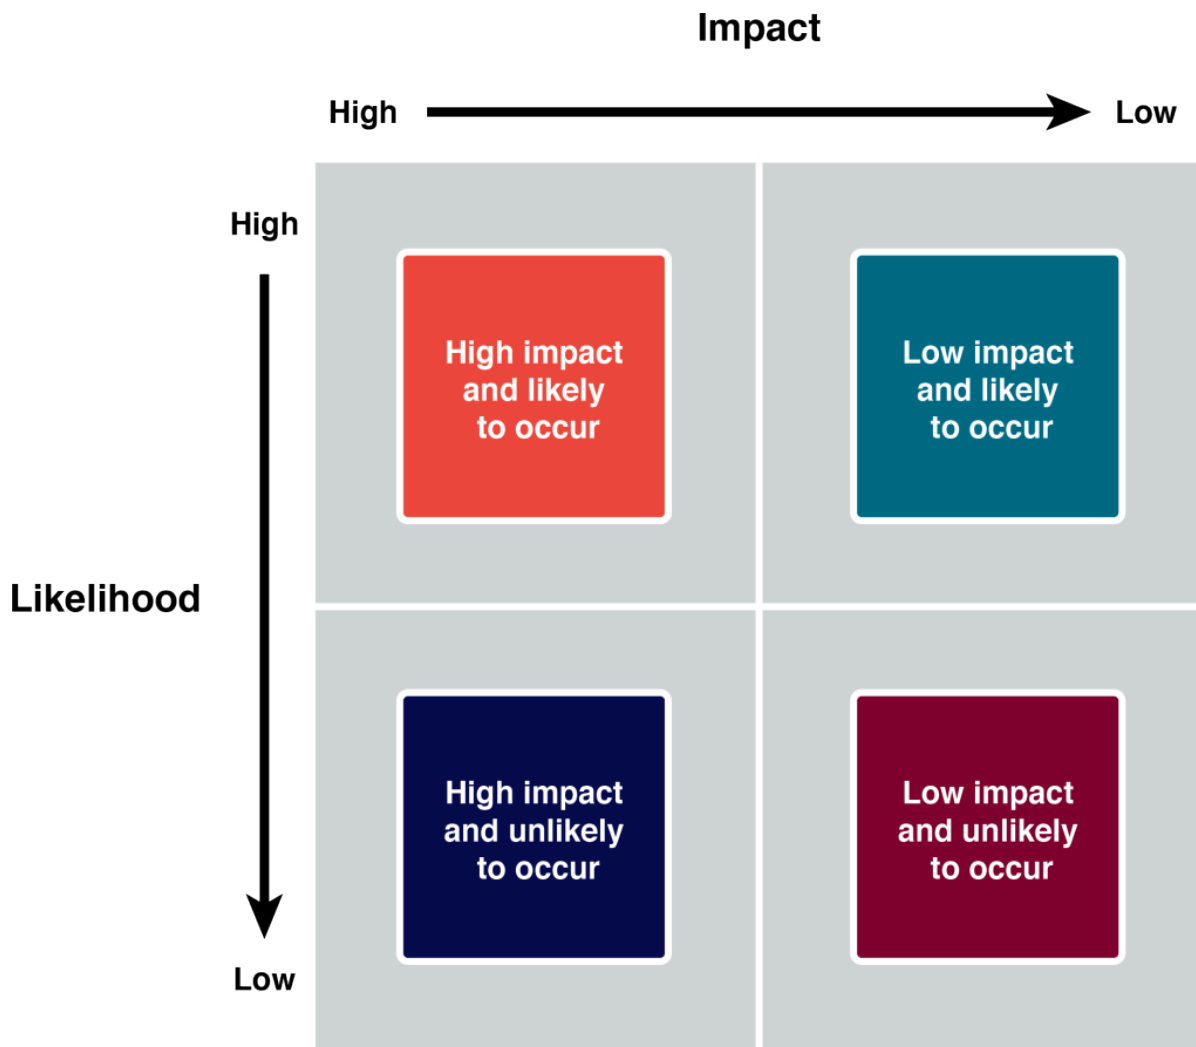 Impact
High
Low
High
High impact
and likely
to occur
Low impact
and likely
to occur
Likelihood
High impact
and unlikely
to occur
Low impact
and unlikely
to occur
Low